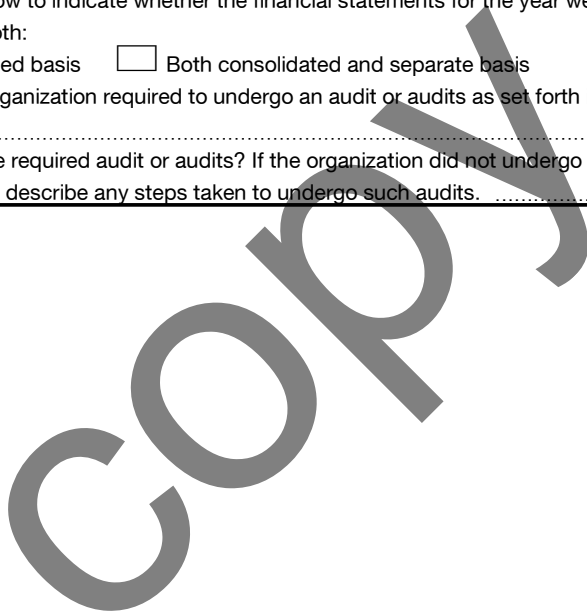 ow to indicate whether the financial statements for the year we
oth:
ed basis Both consolidated and separate basis
ganization required to undergo an audit or audits as set forth
e required audit or audits? If the organization did not undergo
describe any steps taken to undergo such audits.
copy